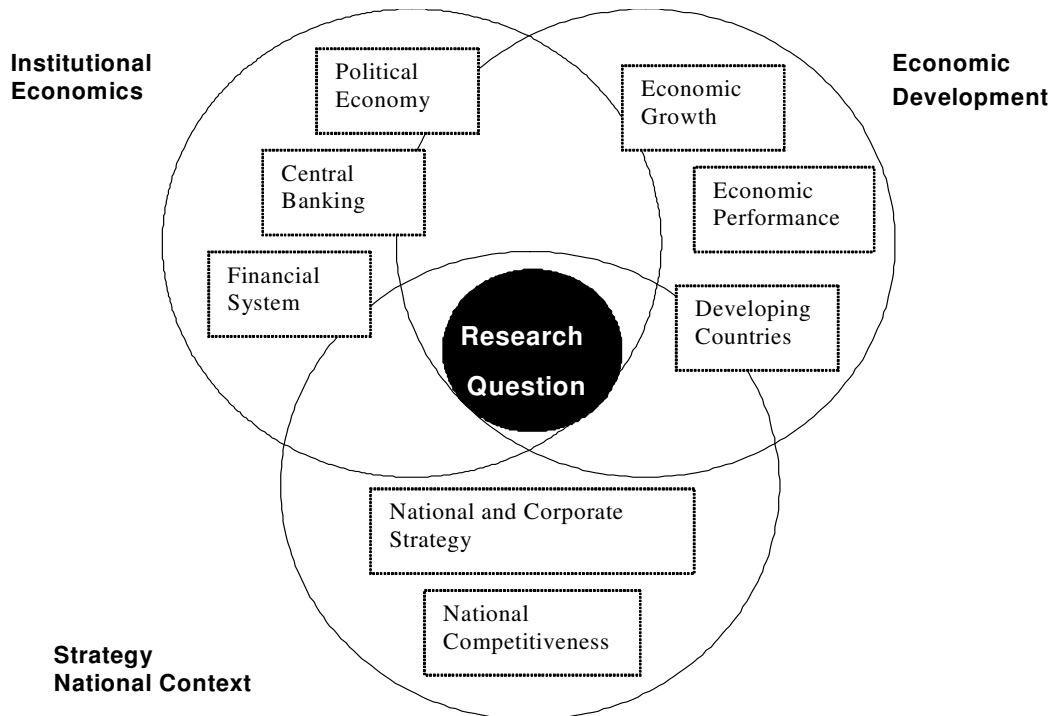 Institutional
Economics
Political
Economy
Central
Banking
Financial
System
Economic
Development
Economic
Growth
Economic
Performance
Developing
Countries
Research
Question
National and Corporate
Strategy
National
Competitiveness
Strategy
National Context